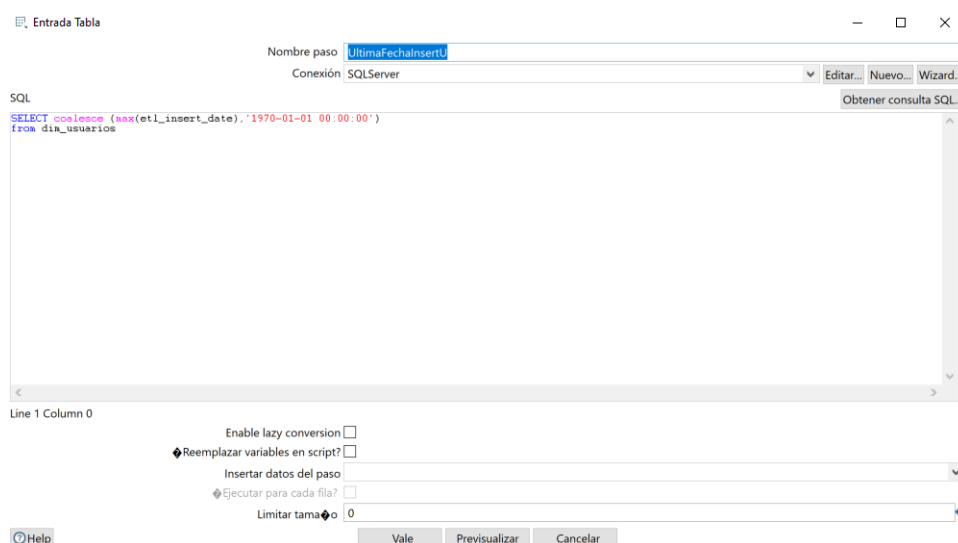 Entrada Tabla
Nombre paso UltimaFechaInsertU
Conexión SQLServer Editar... Nuevo... Wizard.
SQL Obtener consulta SQL.
SELECT coalesce (max(etl_insert_date),'1970-01-01 00:00:00')
from dim_usuarios
Line 1 Column 0
Enable lazy conversion
�Reemplazar variables en script?
Insertar datos del paso
�Ejecutar para cada fila?
Limitar tama�o 0
Help Vale Previsualizar Cancelar